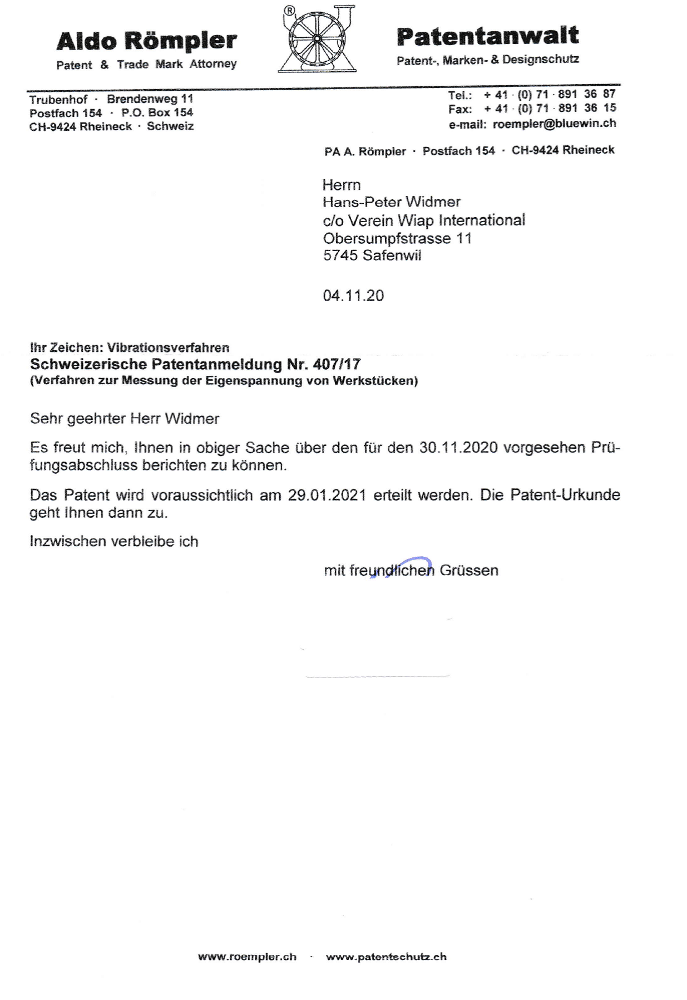 Aldo Römpler
Patent & Trade Mark Attorney
®
Patentanwalt
Patent-, Marken- & Designschutz
Trubenhof · Brendenweg 11
Postfach 154 · P.O. Box 154
CH-9424 Rheineck · Schweiz
Tel.: + 41 · (0) 71 · 891 36 87
Fax: + 41 · (0) 71 · 891 36 15
e-mail: roempler@bluewin.ch
PA A. Römpler · Postfach 154 · CH-9424 Rheineck
Herrn
Hans-Peter Widmer
c/o Verein Wiap International
Obersumpfstrasse 11
5745 Safenwil
04.11.20
Ihr Zeichen: Vibrationsverfahren
Schweizerische Patentanmeldung Nr. 407/17
(Verfahren zur Messung der Eigenspannung von Werkstücken)
Sehr geehrter Herr Widmer
Es freut mich, Ihnen in obiger Sache über den für den 30.11.2020 vorgesehen Prü-
fungsabschluss berichten zu können.
Das Patent wird voraussichtlich am 29.01.2021 erteilt werden. Die Patent-Urkunde
geht Ihnen dann zu.
Inzwischen verbleibe ich
mit freundlichen Grüssen
www.roempler.ch · www.patentschutz.ch